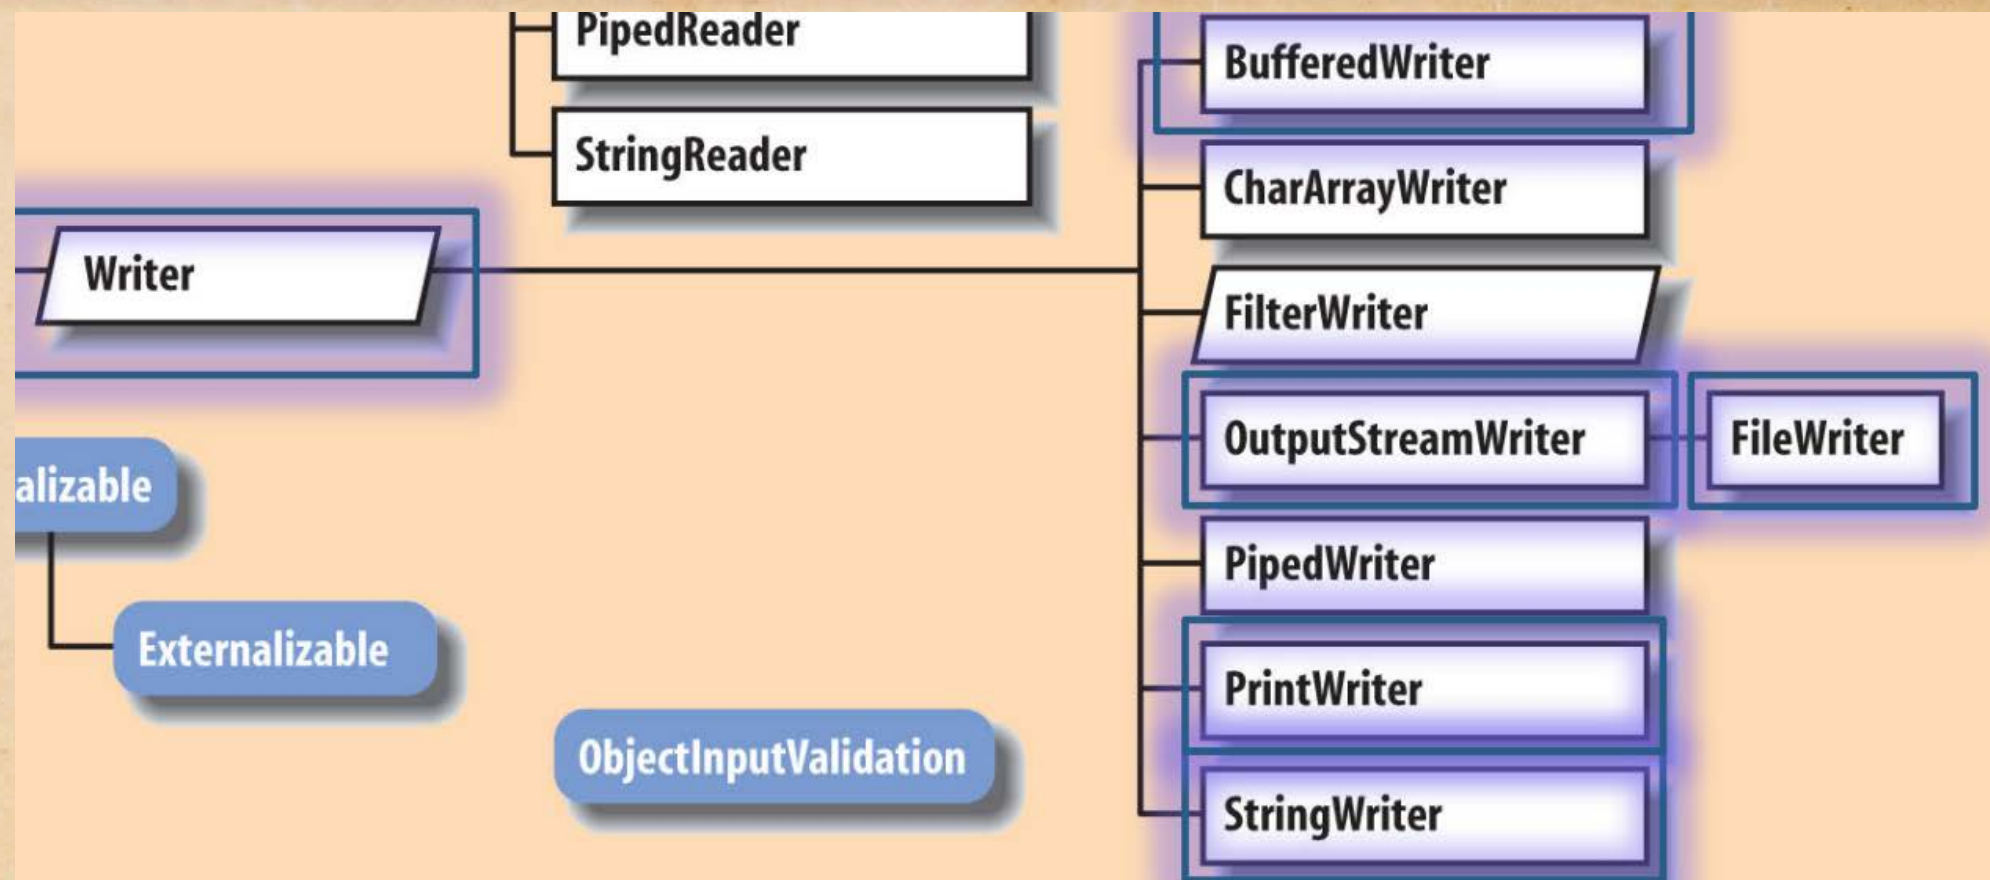 PipedReader
StringReader
Writer
alizable
Externalizable
ObjectInputValidation
BufferedWriter
CharArrayWriter
FilterWriter
OutputStreamWriter
FileWriter
PipedWriter
PrintWriter
StringWriter